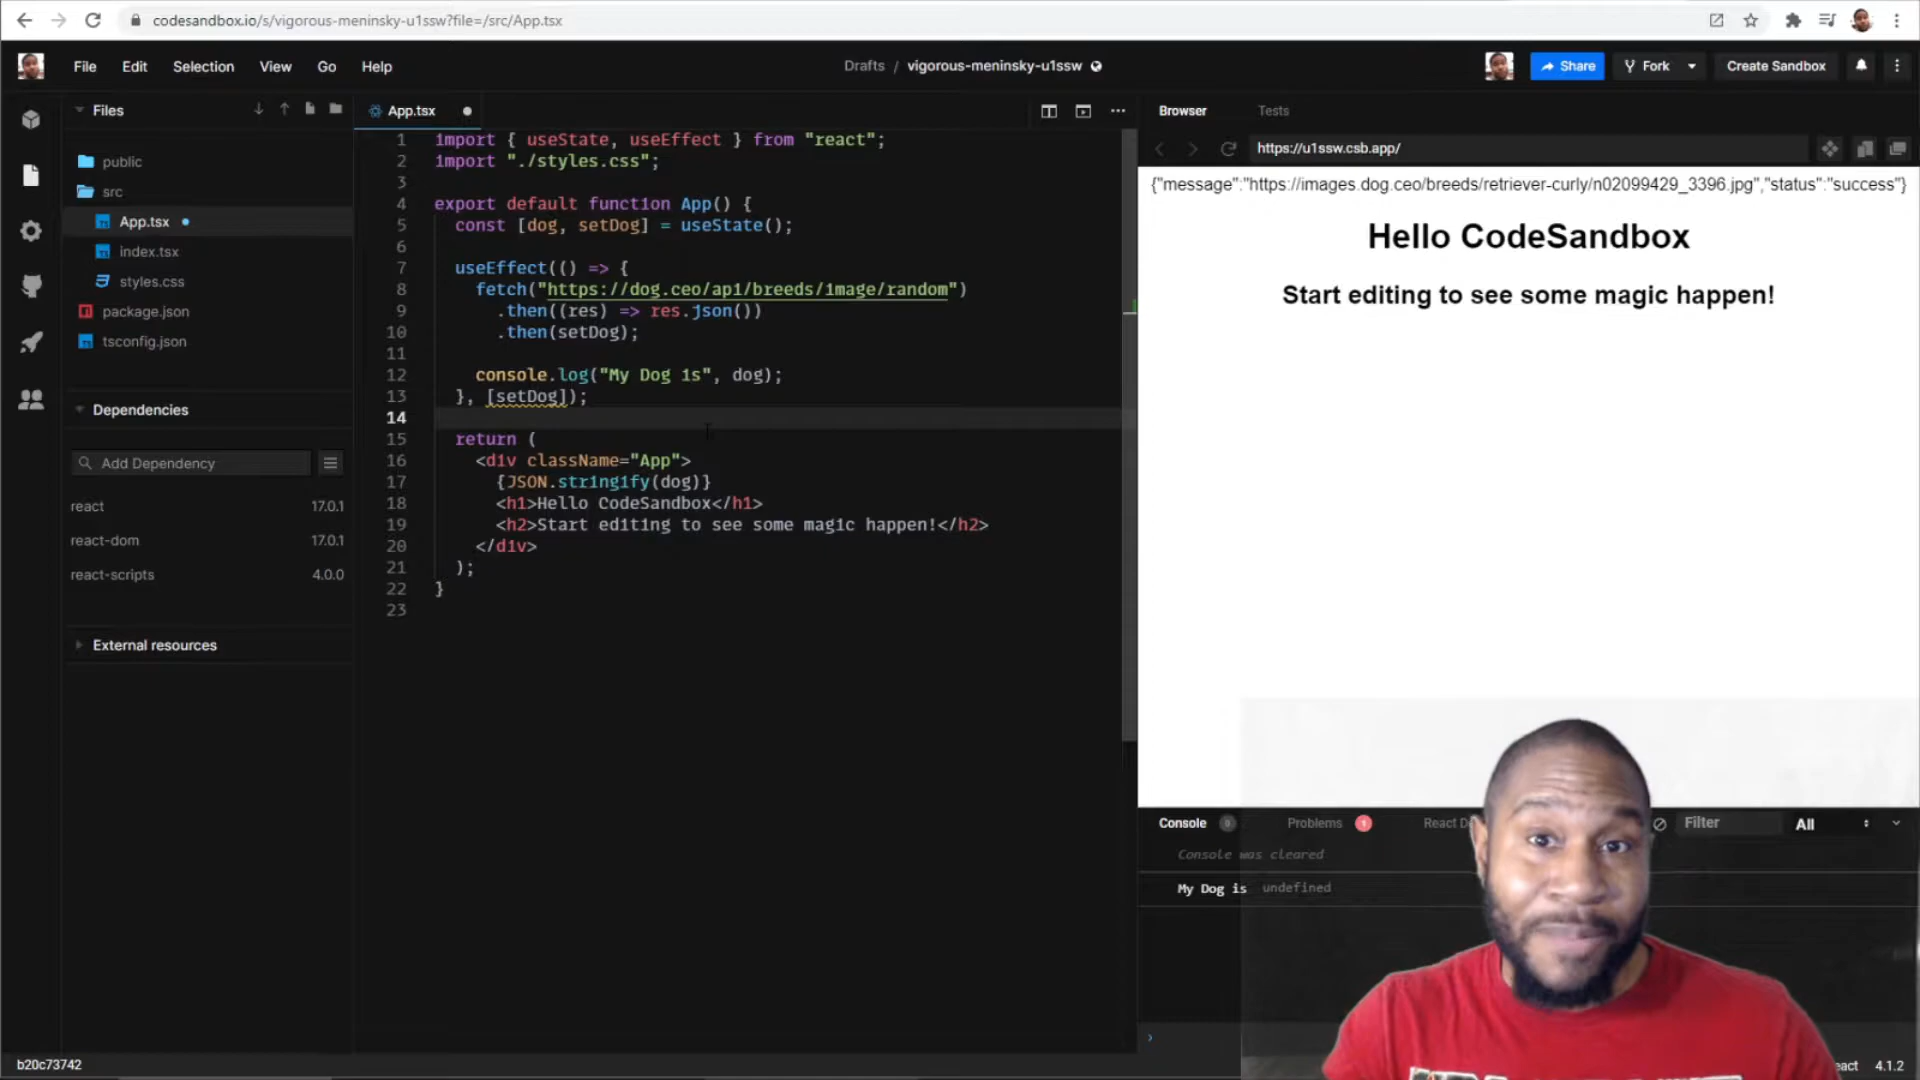 codesandbox.io/s/vigorous-meninsky-u1ssw?file=/src/App.tsx
File Edit Selection View Go Help
Drafts / vigorous-meninsky-u1ssw
Share
Fork
Create Sandbox
Files
public
src
App.tsx
index.tsx
styles.css
package.json
tsconfig.json
Dependencies
Add Dependency
react 17.0.1
react-dom 17.0.1
react-scripts 4.0.0
External resources
b20c73742
App.tsx
1 import { useState, useEffect } from "react";
2 import "./styles.css";
3
4 export default function App() {
5 const [dog, setDog] = useState();
6
7 useEffect(() => {
8 fetch("https://dog.ceo/api/breeds/image/random")
9 .then((res) => res.json())
10 .then(setDog);
11
12 console.log("My Dog is", dog);
13 }, [setDog]);
14
15 return (
16 <div className="App">
17 {JSON.stringify(dog)}
18 <h1>Hello CodeSandbox</h1>
19 <h2>Start editing to see some magic happen!</h2>
20 </div>
21 );
22 }
23
Browser Tests
https://u1ssw.csb.app/
{"message":"https://images.dog.ceo/breeds/retriever-curly/n02099429_3396.jpg","status":"success"}
Hello CodeSandbox
Start editing to see some magic happen!
Console 0 Problems 1 React D
Filter
All
Console was cleared
My Dog is undefined
eact 4.1.2